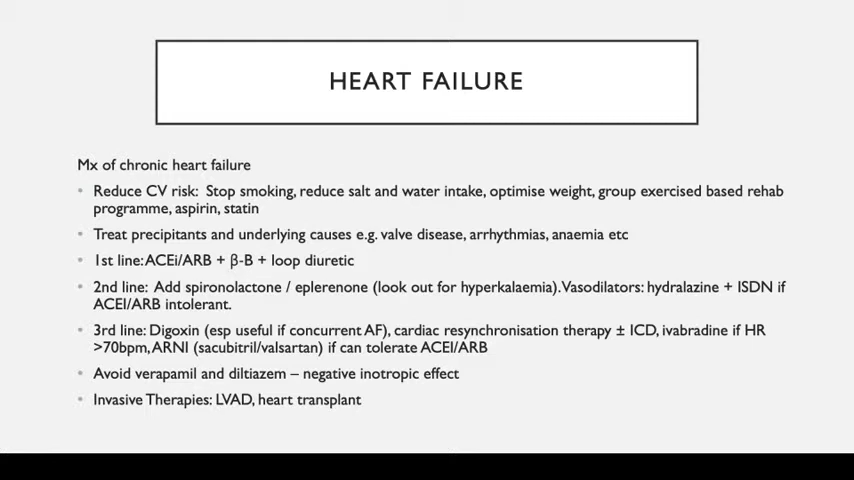 HEART FAILURE
Mx of chronic heart failure
• Reduce CV risk: Stop smoking, reduce salt and water intake, optimise weight, group exercised based rehab
programme, aspirin, statin
• Treat precipitants and underlying causes e.g. valve disease, arrhythmias, anaemia etc
• 1st line: ACEi/ARB + β-B + loop diuretic
• 2nd line: Add spironolactone / eplerenone (look out for hyperkalaemia). Vasodilators: hydralazine + ISDN if
ACEI/ARB intolerant.
• 3rd line: Digoxin (esp useful if concurrent AF), cardiac resynchronisation therapy ± ICD, ivabradine if HR
>70bpm, ARNI (sacubitril/valsartan) if can tolerate ACEI/ARB
• Avoid verapamil and diltiazem – negative inotropic effect
• Invasive Therapies: LVAD, heart transplant